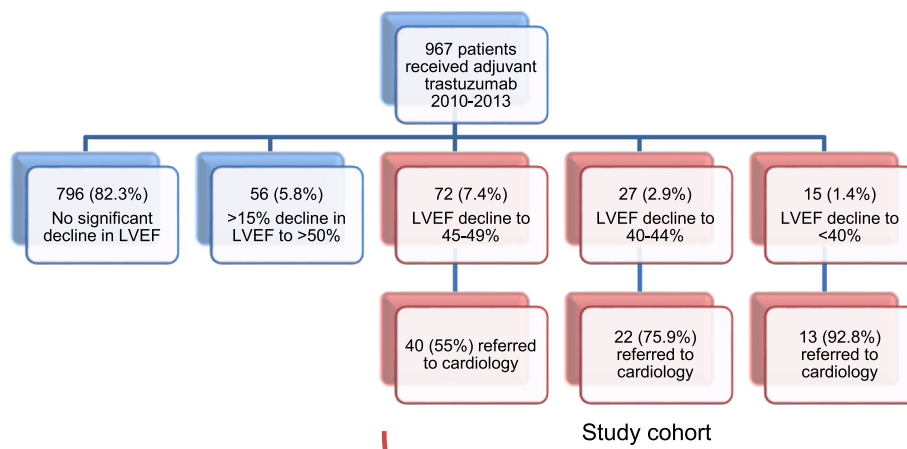 967 patients
received adjuvant
trastuzumab
2010-2013
796 (82.3%)
No significant
decline in LVEF
56 (5.8%)
>15% decline in
LVEF to >50%
72 (7.4%)
LVEF decline to
45-49%
27 (2.9%)
LVEF decline to
40-44%
15 (1.4%)
LVEF decline to
<40%
40 (55%) referred
to cardiology
22 (75.9%)
referred to
cardiology
13 (92.8%)
referred to
cardiology
Study cohort